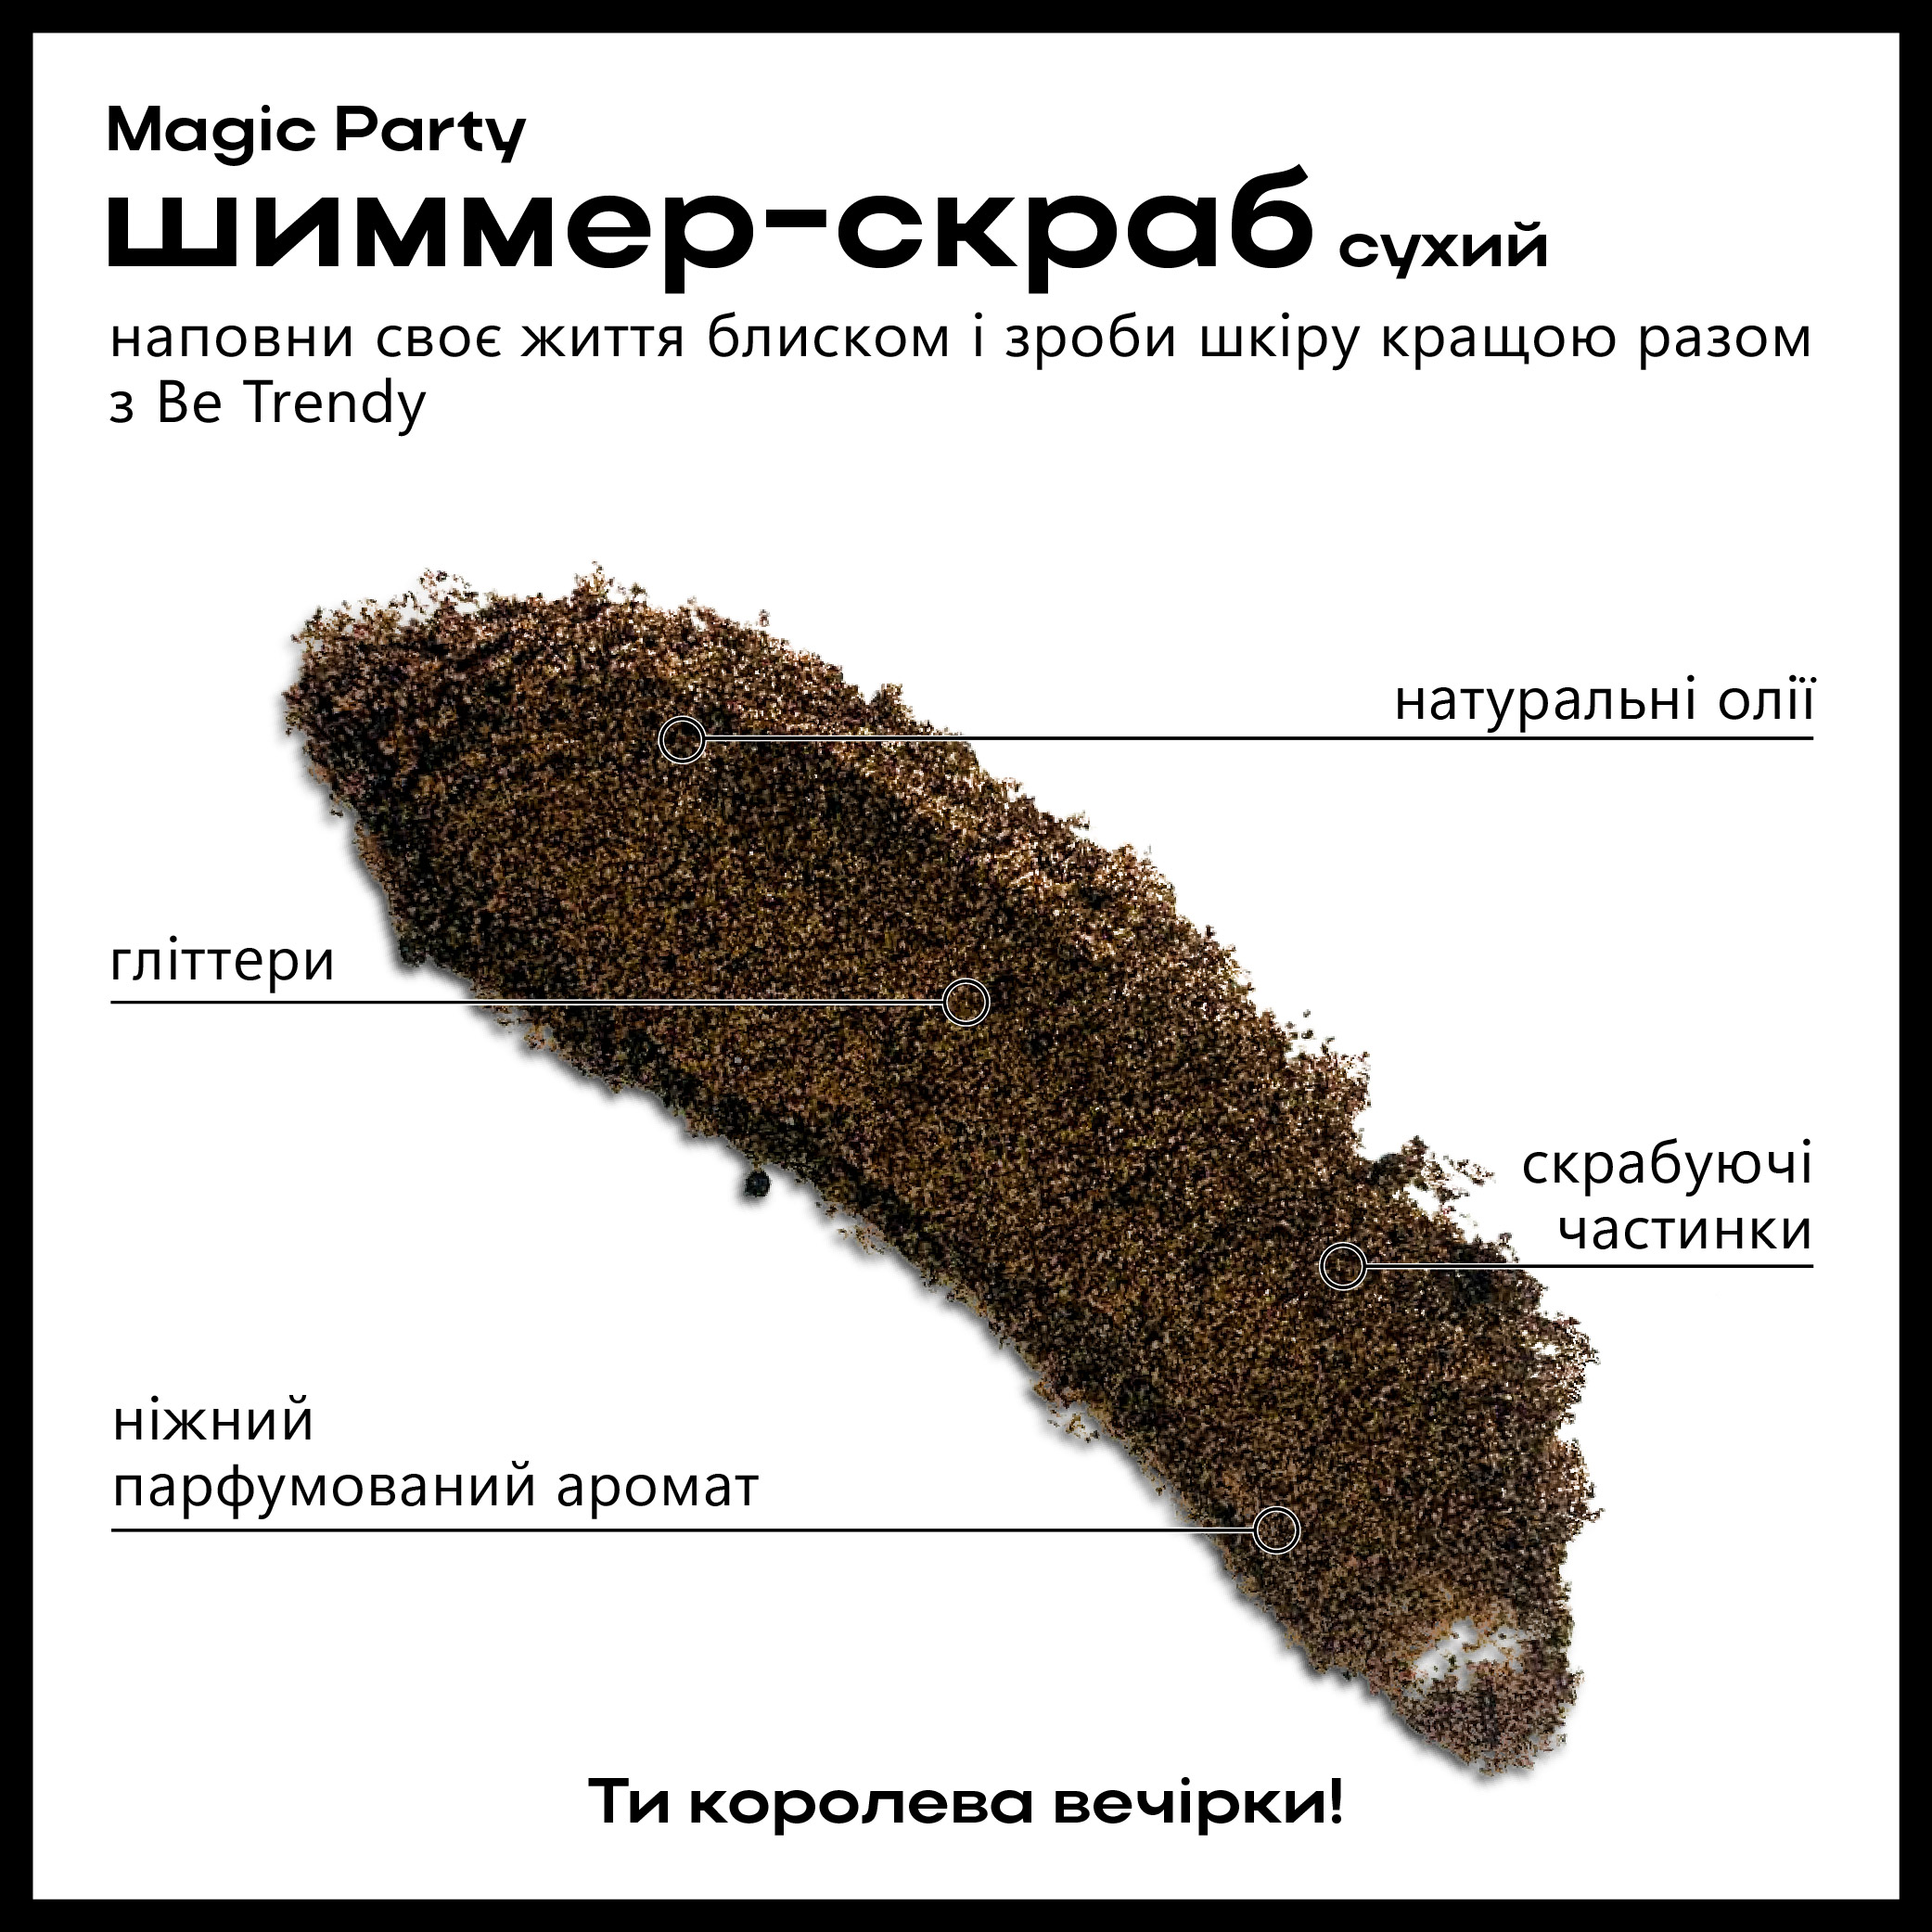 Magic Party
шиммер-скраб сухий
наповни своє життя блиском і зроби шкіру кращою разом
з Be Trendy
натуральні олії
гліттери
скрабуючі
частинки
ніжний
парфумований аромат
Ти королева вечірки!